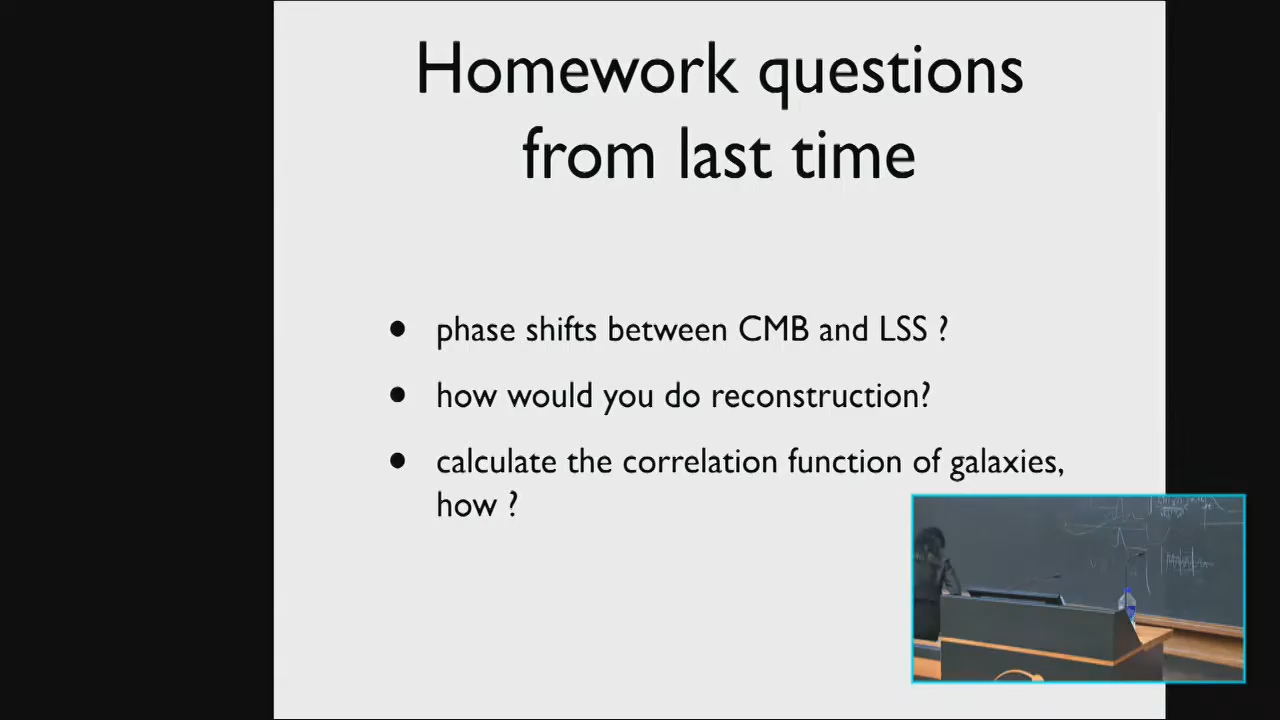 Homework questions
from last time
• phase shifts between CMB and LSS ?
• how would you do reconstruction?
• calculate the correlation function of galaxies,
how ?